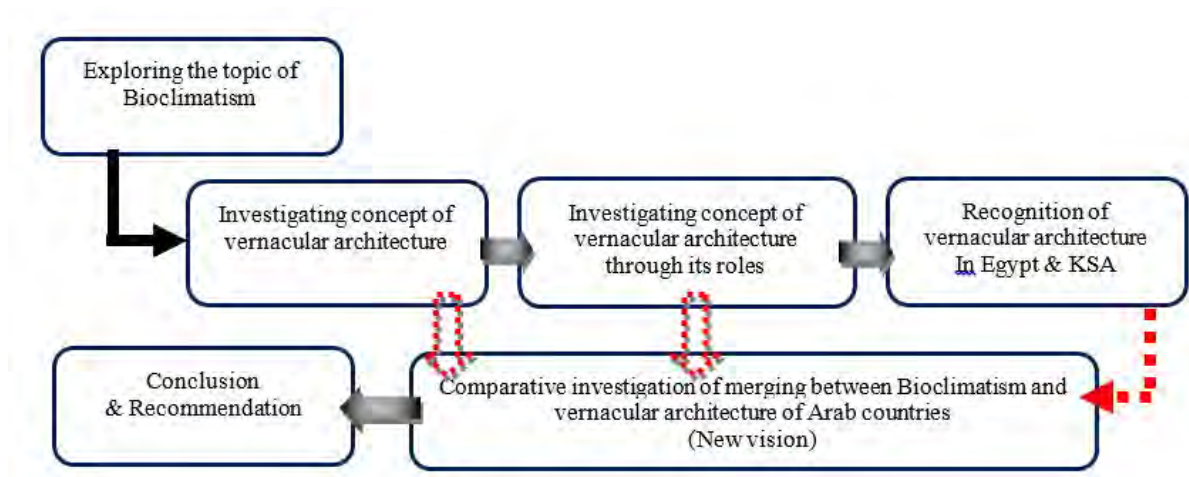 Exploring the topic of
Bioclimatism
Investigating concept of
vernacular architecture
Investigating concept of
vernacular architecture
through its roles
Recognition of
vernacular architecture
In Egypt & KSA
Comparative investigation of merging between Bioclimatism and
vernacular architecture of Arab countries
(New vision)
Conclusion
& Recommendation